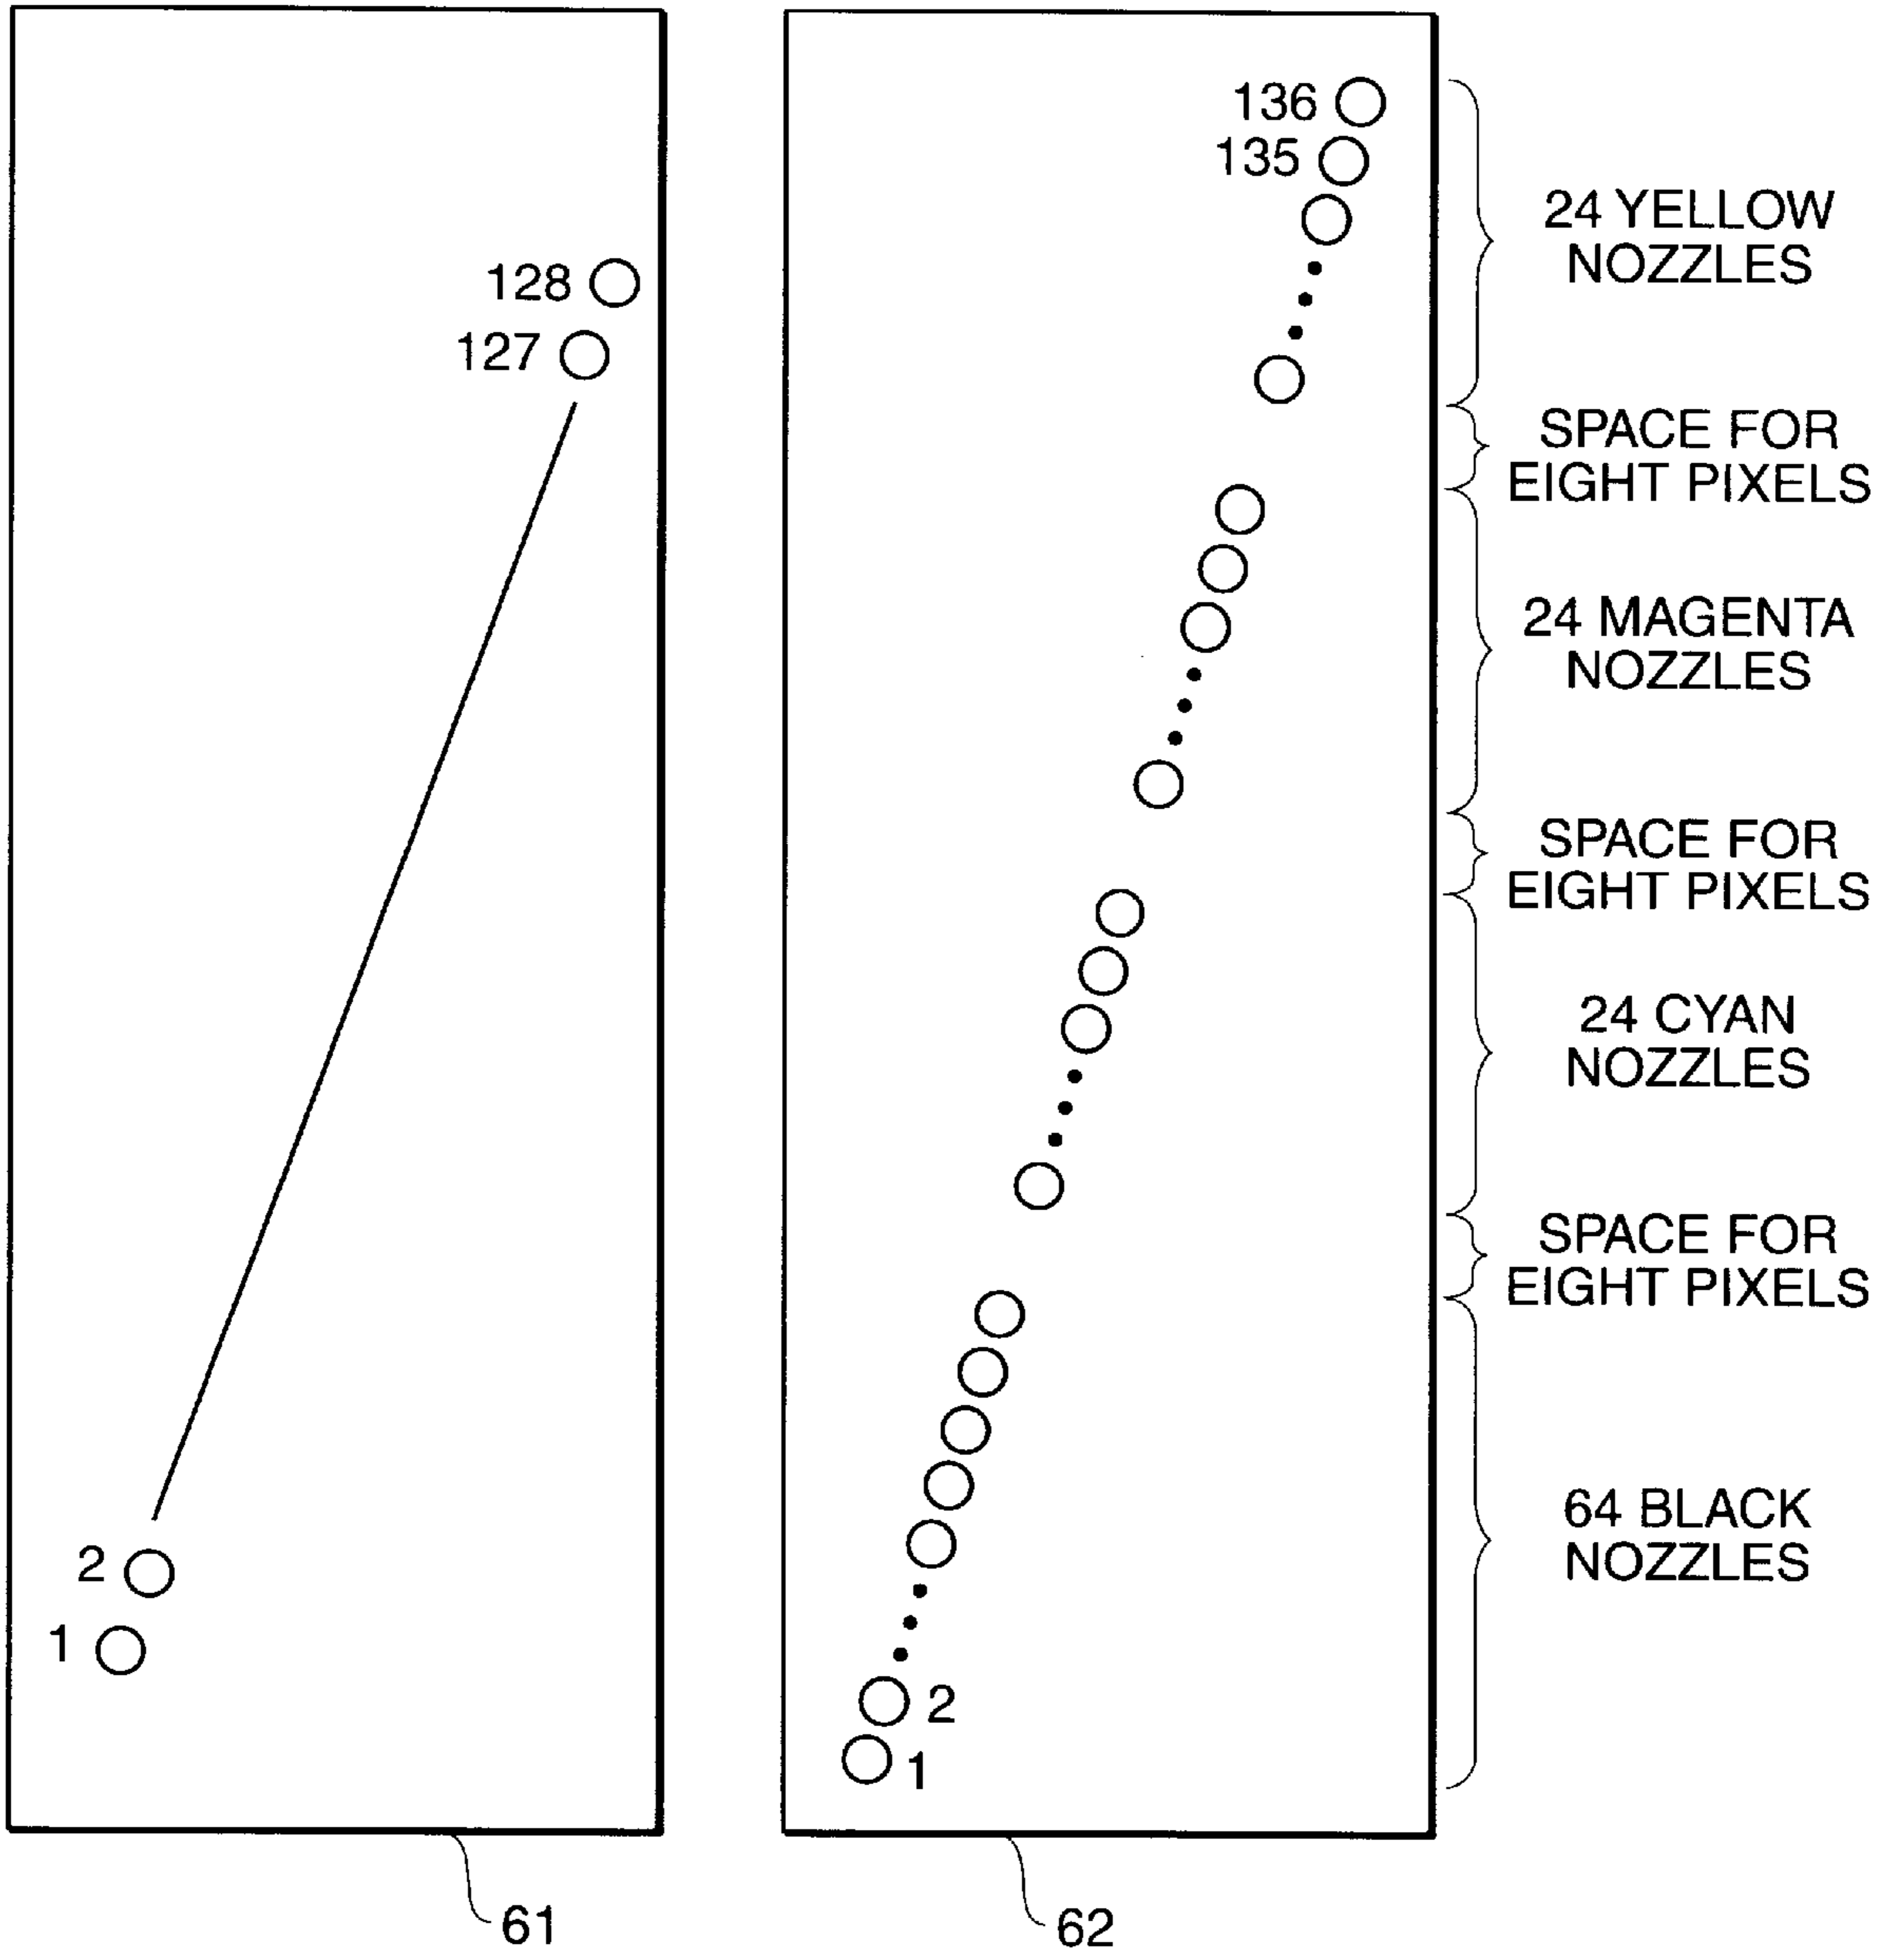 128
127
2
1
61
136
135
2
1
62
24 YELLOW
NOZZLES
SPACE FOR
EIGHT PIXELS
24 MAGENTA
NOZZLES
SPACE FOR
EIGHT PIXELS
24 CYAN
NOZZLES
SPACE FOR
EIGHT PIXELS
64 BLACK
NOZZLES